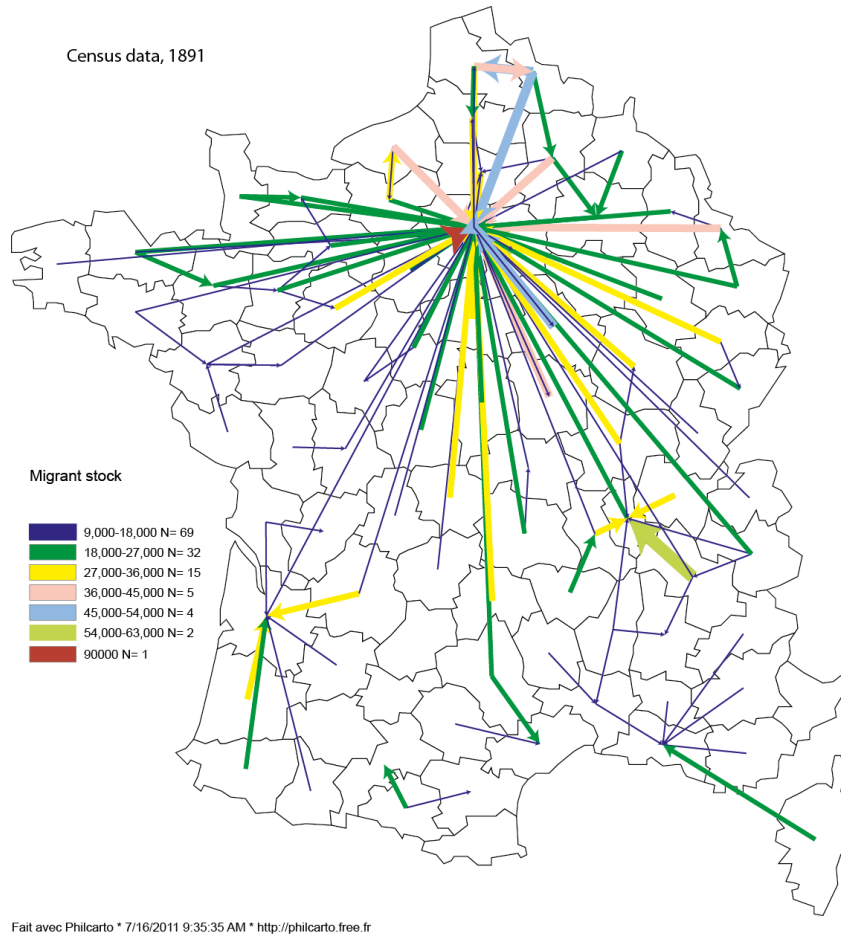 Census data, 1891
Migrant stock
9,000-18,000 N= 69
18,000-27,000 N= 32
27,000-36,000 N= 15
36,000-45,000 N= 5
45,000-54,000 N= 4
54,000-63,000 N= 2
90000 N= 1
Fait avec Philcarto * 7/16/2011 9:35:35 AM * http://philcarto.free.fr